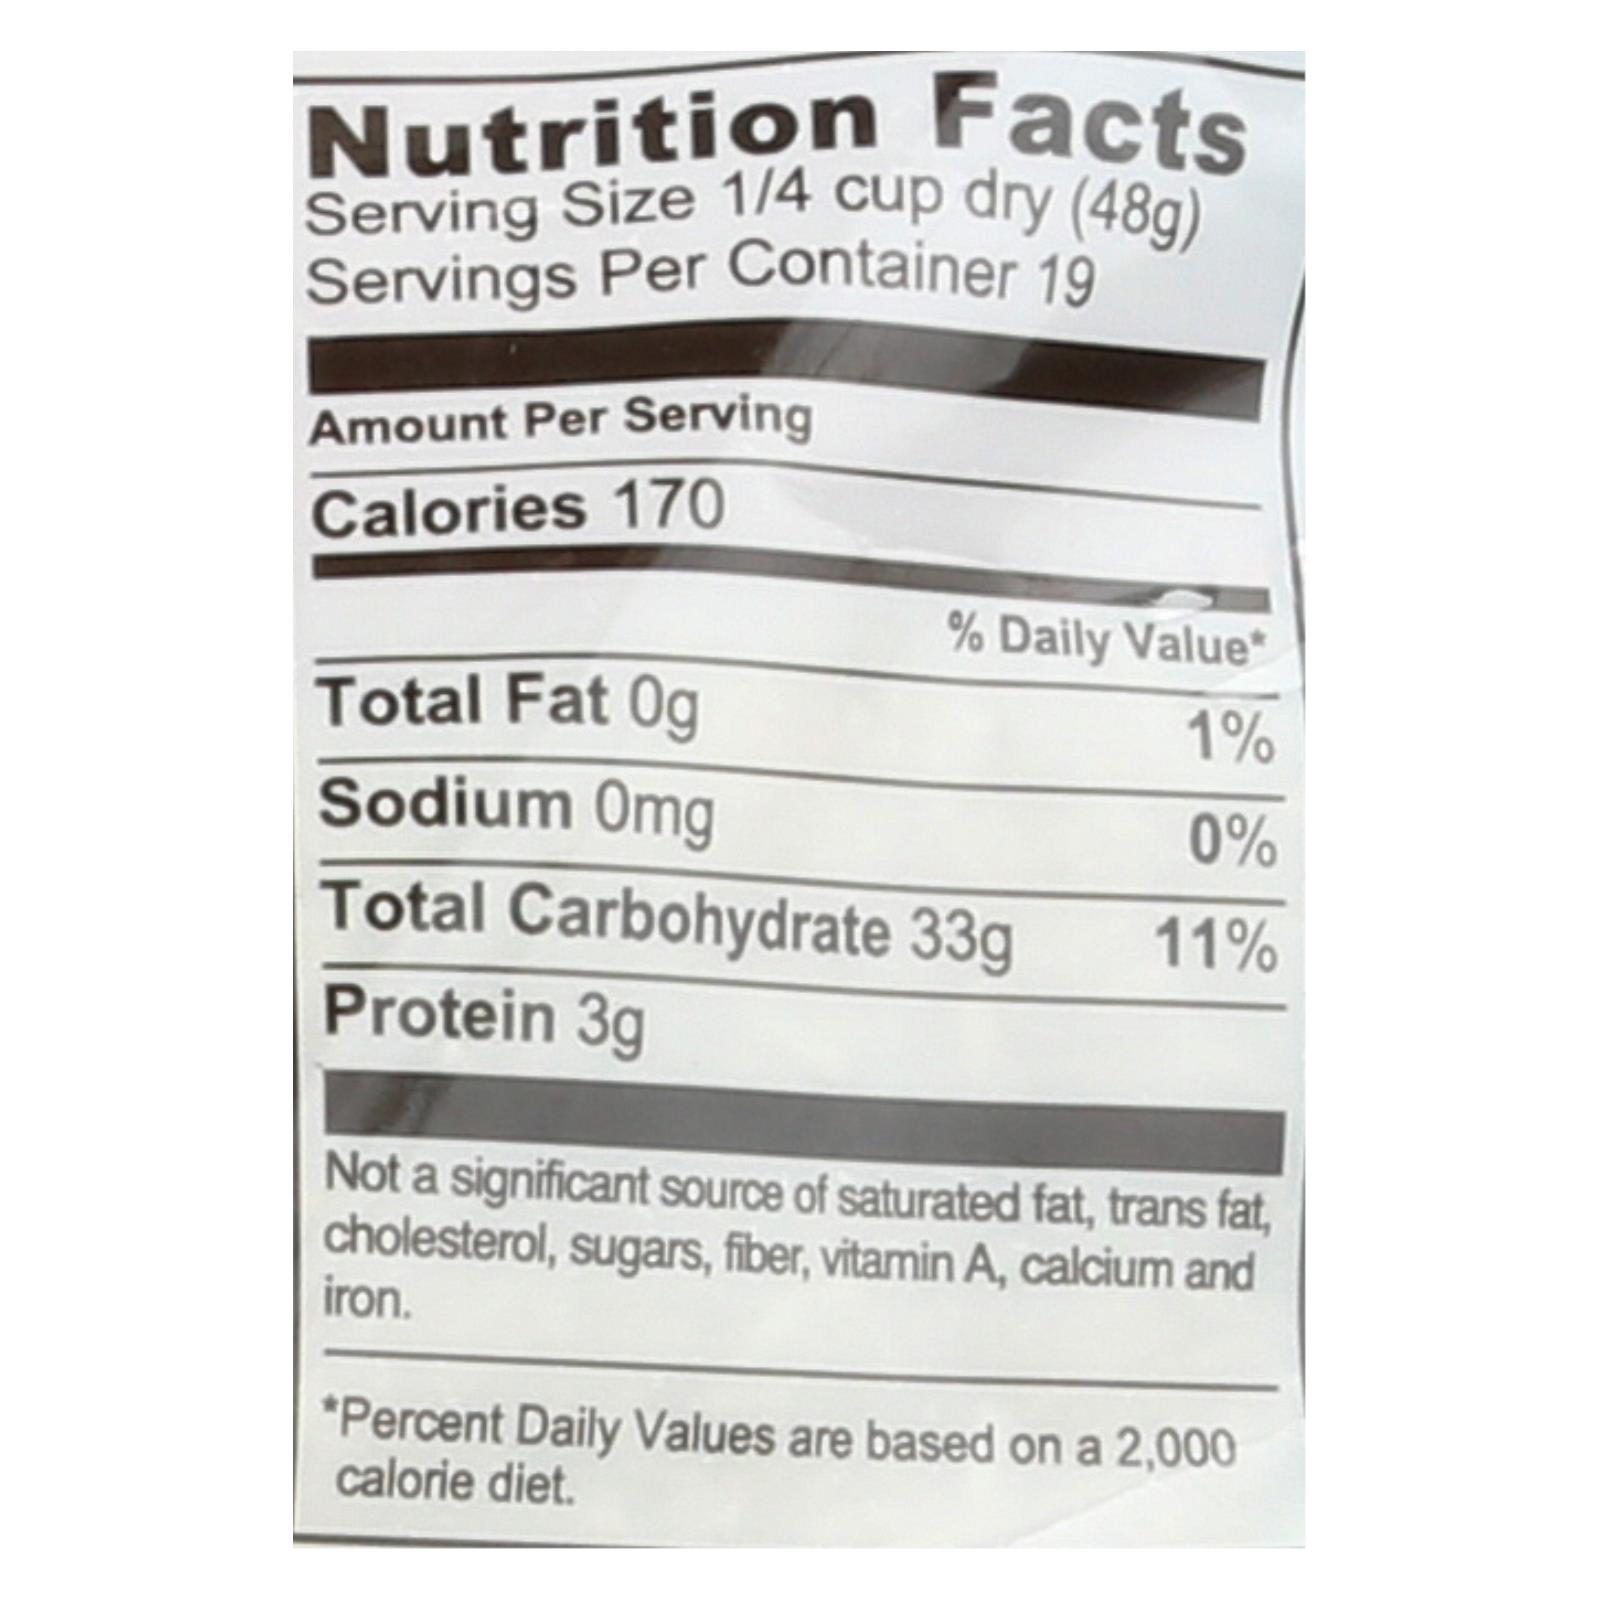 Nutrition Facts
Serving Size 1/4 cup dry (48g)
Servings Per Container 19
Amount Per Serving
Calories 170
% Daily Value*
Total Fat 0g 1%
Sodium 0mg 0%
Total Carbohydrate 33g 11%
Protein 3g
Not a significant source of saturated fat, trans fat,
cholesterol, sugars, fiber, vitamin A, calcium and
iron.
*Percent Daily Values are based on a 2,000
calorie diet.